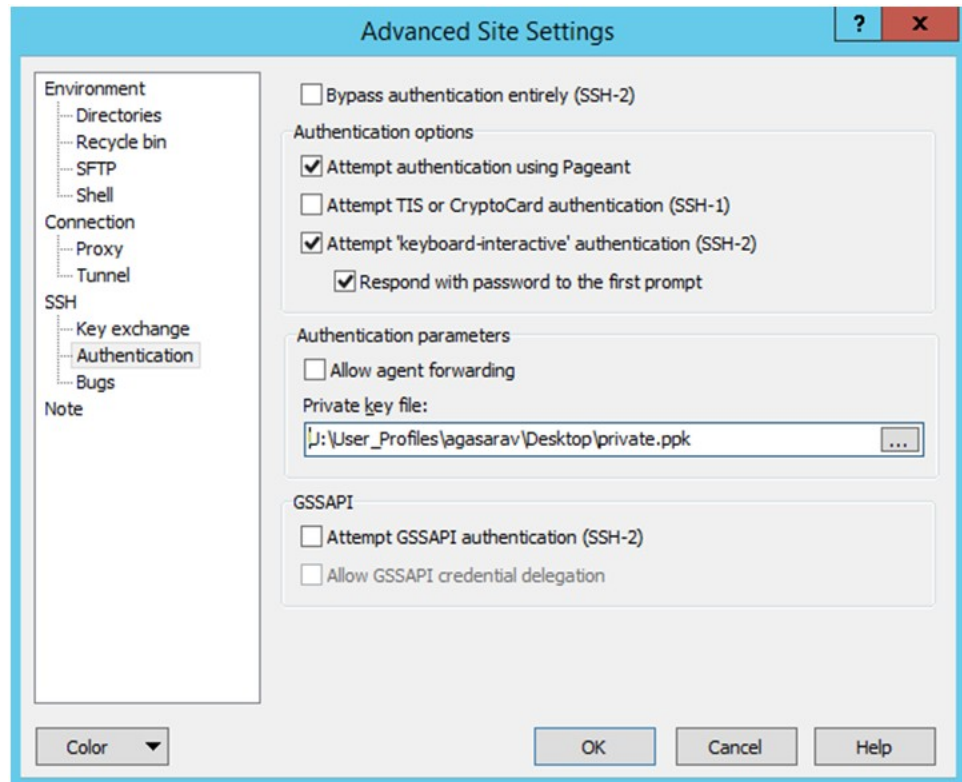 Advanced Site Settings
?
x
Environment
Directories
Recycle bin
SFTP
Shell
Connection
Proxy
Tunnel
SSH
Key exchange
Authentication
Bugs
Note
Bypass authentication entirely (SSH-2)
Authentication options
Attempt authentication using Pageant
Attempt TIS or CryptoCard authentication (SSH-1)
Attempt 'keyboard-interactive' authentication (SSH-2)
Respond with password to the first prompt
Authentication parameters
Allow agent forwarding
Private key file:
U:\User_Profiles\agasarav\Desktop\private.ppk
...
GSSAPI
Attempt GSSAPI authentication (SSH-2)
Allow GSSAPI credential delegation
Color
OK
Cancel
Help